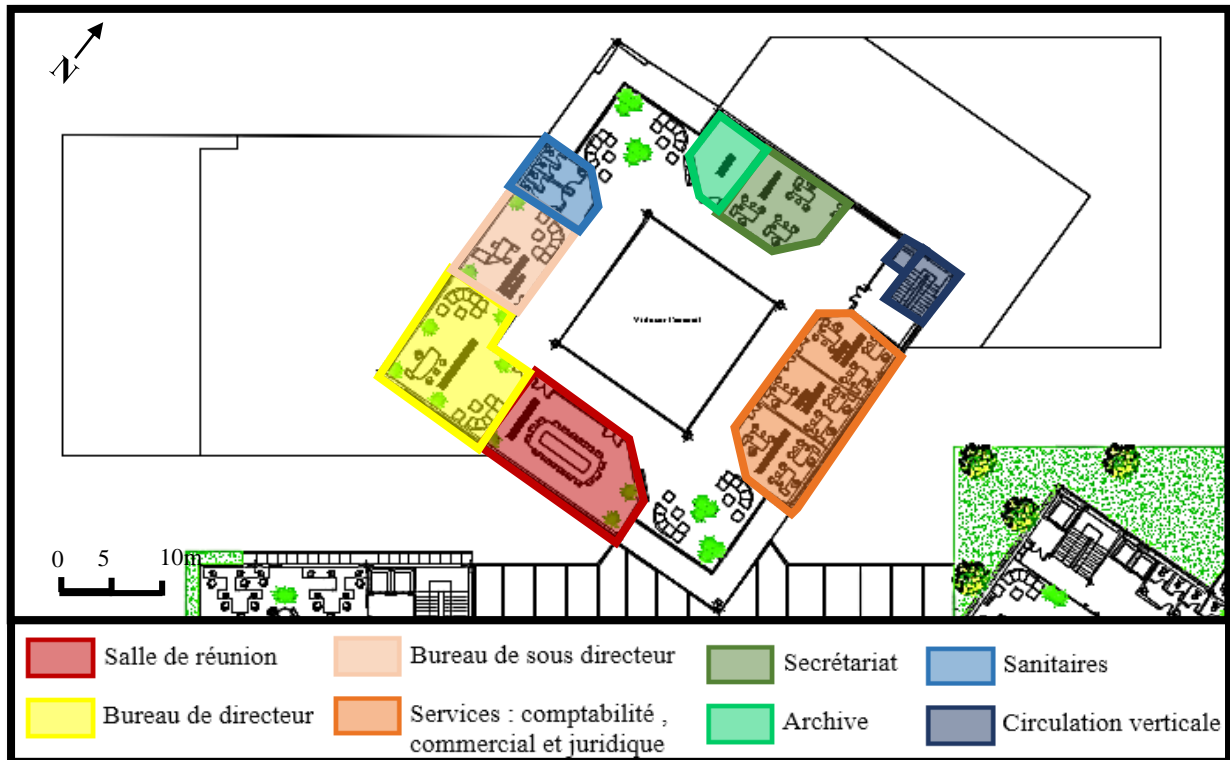 N
0 5 10m
Salle de réunion
Bureau de sous directeur
Secrétariat
Sanitaires
Bureau de directeur
Services : comptabilité ,
commercial et juridique
Archive
Circulation verticale